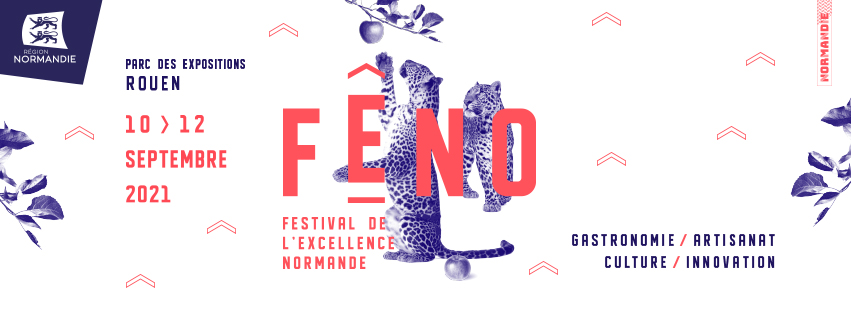 RÉGION
NORMANDIE
PARC DES EXPOSITIONS
ROUEN
10 > 12
SEPTEMBRE
2021
FÊNO
FESTIVAL DE
L'EXCELLENCE
NORMANDE
GASTRONOMIE / ARTISANAT
CULTURE / INNOVATION
NORMANDIE